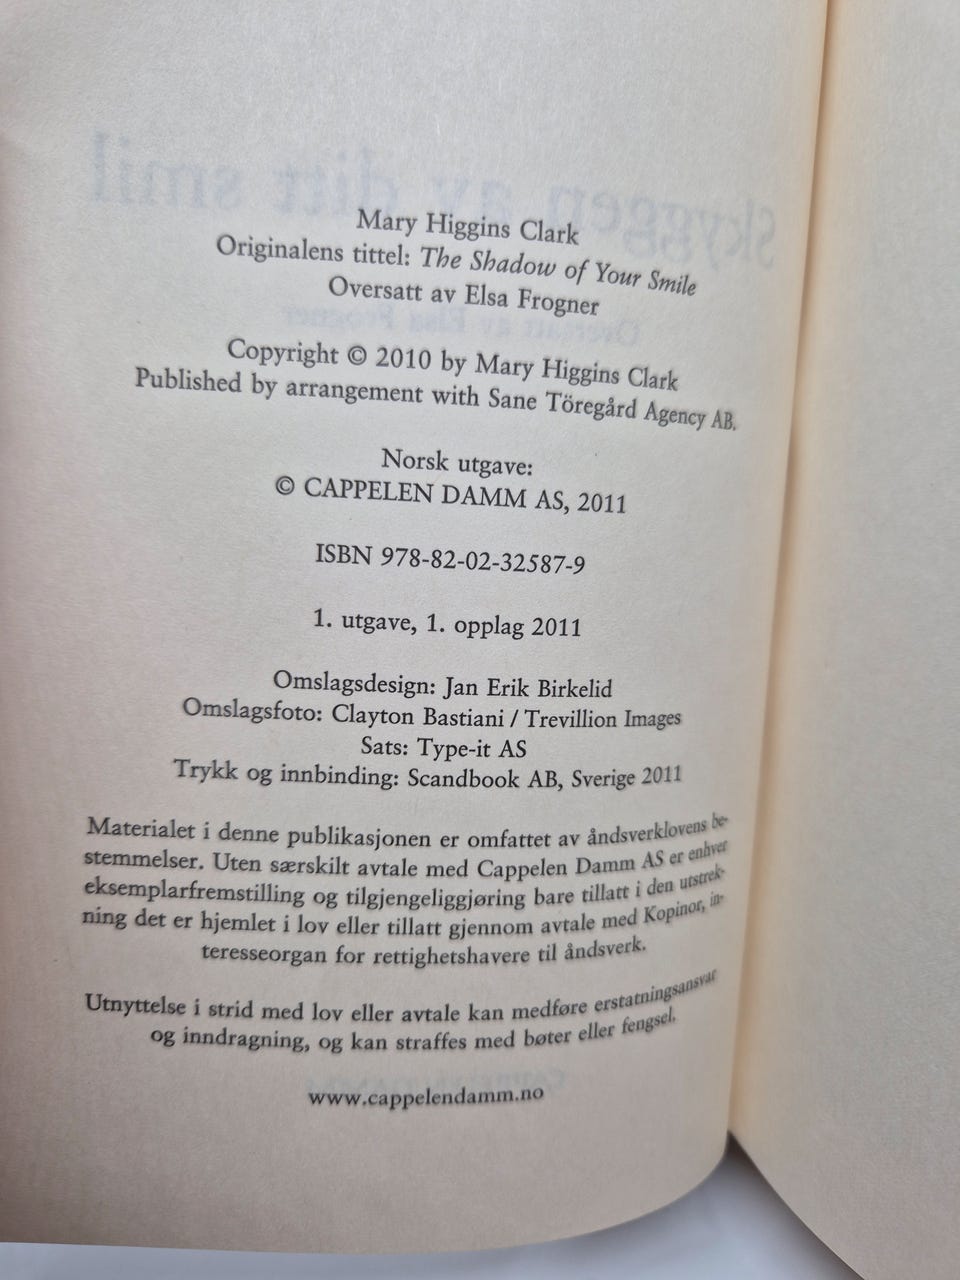 Mary Higgins Clark
Originalens tittel: The Shadow of Your Smile
Oversatt av Elsa Frogner
Copyright © 2010 by Mary Higgins Clark
Published by arrangement with Sane Töregård Agency AB.
Norsk utgave:
© CAPPELEN DAMM AS, 2011
ISBN 978-82-02-32587-9
1. utgave, 1. opplag 2011
Omslagsdesign: Jan Erik Birkelid
Omslagsfoto: Clayton Bastiani / Trevillion Images
Sats: Type-it AS
Trykk og innbinding: Scandbook AB, Sverige 2011
Materialet i denne publikasjonen er omfattet av åndsverklovens be-
stemmelser. Uten særskilt avtale med Cappelen Damm AS er enhver
eksemplarfremstilling og tilgjengeliggjøring bare tillatt i den utstrek-
ning det er hjemlet i lov eller tillatt gjennom avtale med Kopinor, in-
teresseorgan for rettighetshavere til åndsverk.
Utnyttelse i strid med lov eller avtale kan medføre erstatningsansvar
og inndragning, og kan straffes med bøter eller fengsel.
www.cappelendamm.no